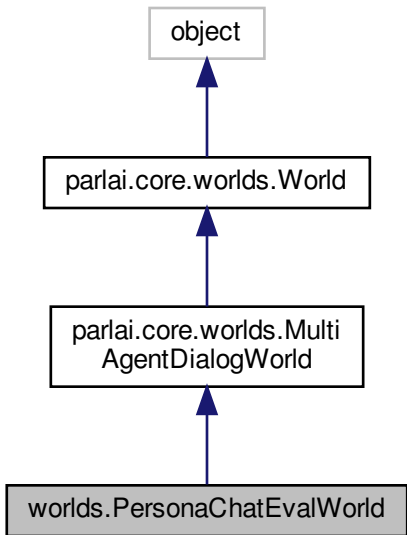 object
parlai.core.worlds.World
parlai.core.worlds.Multi
AgentDialogWorld
worlds.PersonaChatEvalWorld